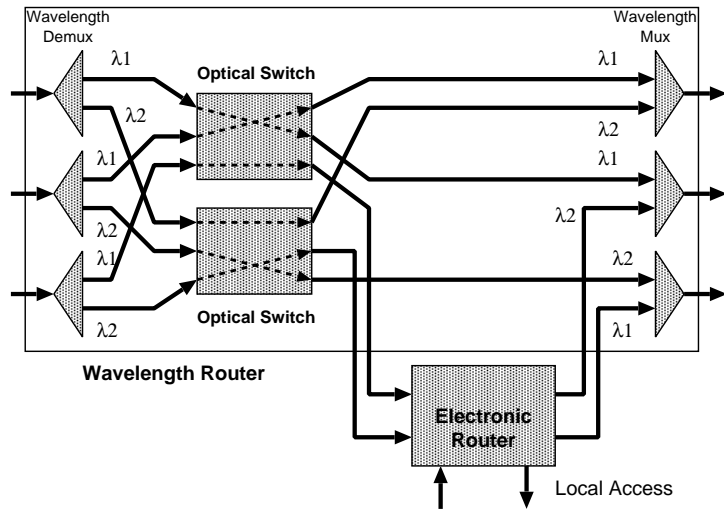 Wavelength
Demux
Wavelength
Mux
λ1
λ1
Optical Switch
λ2
λ2
λ1
λ1
λ2
λ2
λ1
λ2
λ2
Optical Switch
λ1
Wavelength Router
Electronic
Router
Local Access